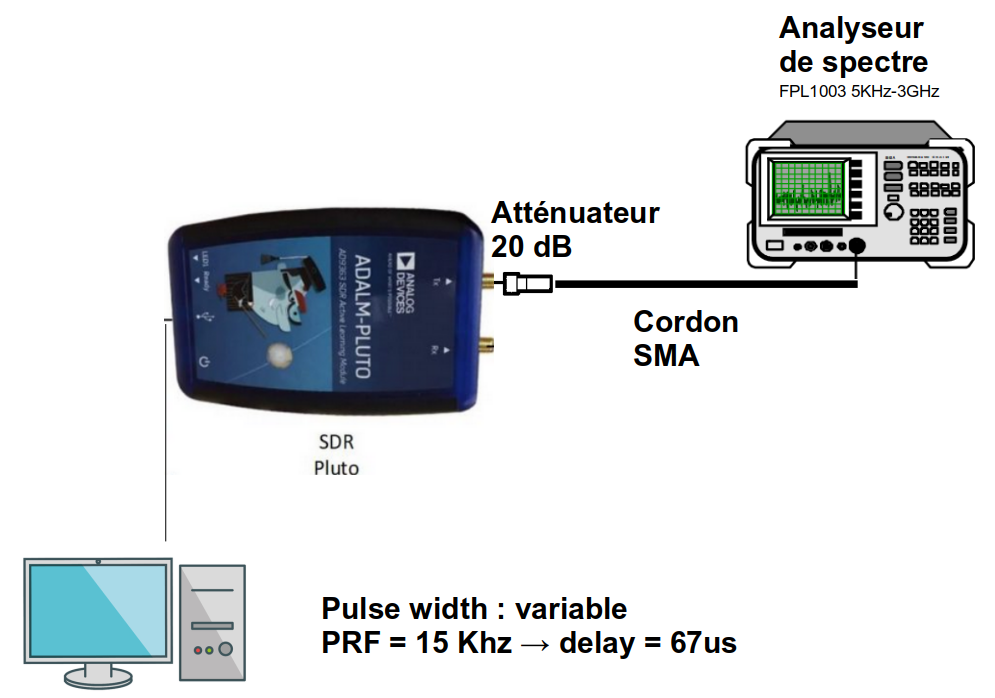 Analyseur
de spectre
FPL1003 5KHz-3GHz
Atténuateur
20 dB
Cordon
SMA
ANALOG
DEVICES
ADALM-PLUTO
AD9363 SDR Active Learning Module
LED1 Ready
Tx
Rx
SDR
Pluto
Pulse width : variable
PRF = 15 Khz → delay = 67us